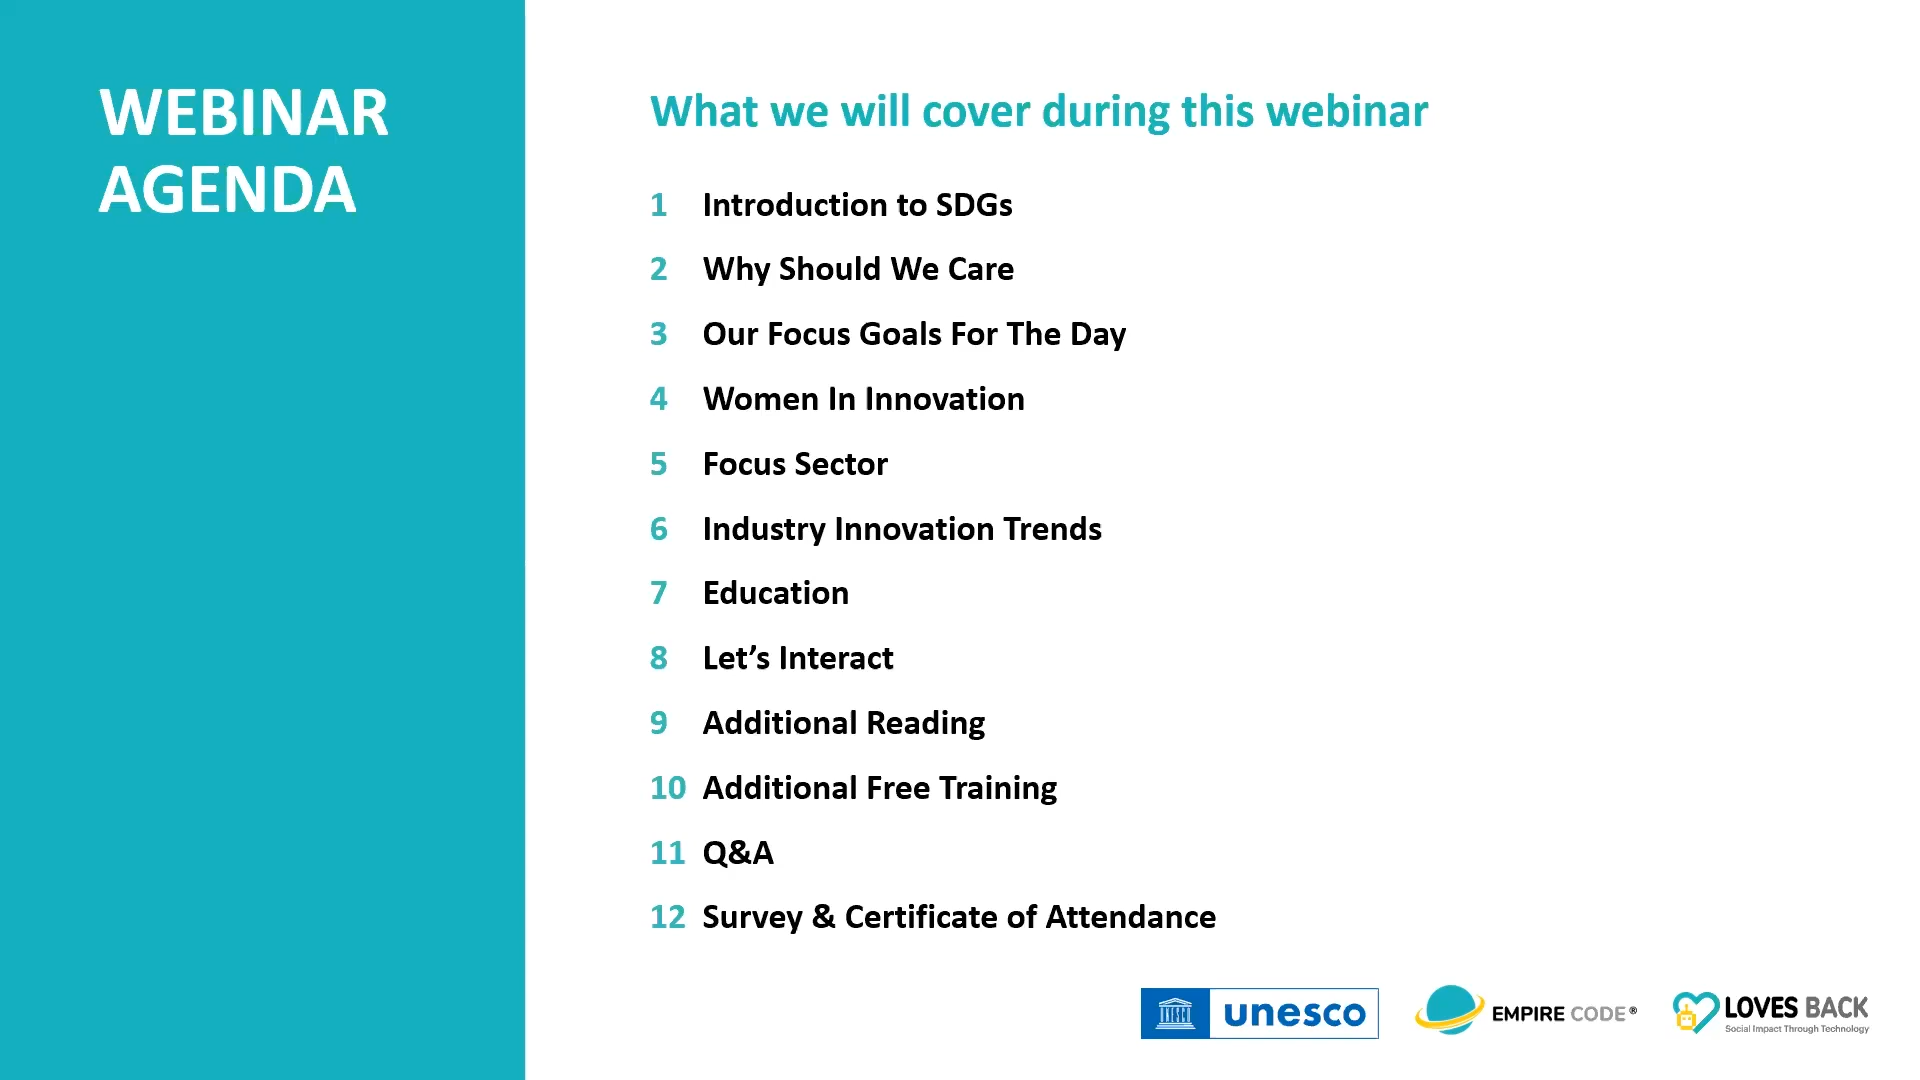 WEBINAR
AGENDA
What we will cover during this webinar
1 Introduction to SDGs
2 Why Should We Care
3 Our Focus Goals For The Day
4 Women In Innovation
5 Focus Sector
6 Industry Innovation Trends
7 Education
8 Let’s Interact
9 Additional Reading
10 Additional Free Training
11 Q&A
12 Survey & Certificate of Attendance
UNESCO
unesco
EMPIRE CODE®
LOVES BACK
Social Impact Through Technology